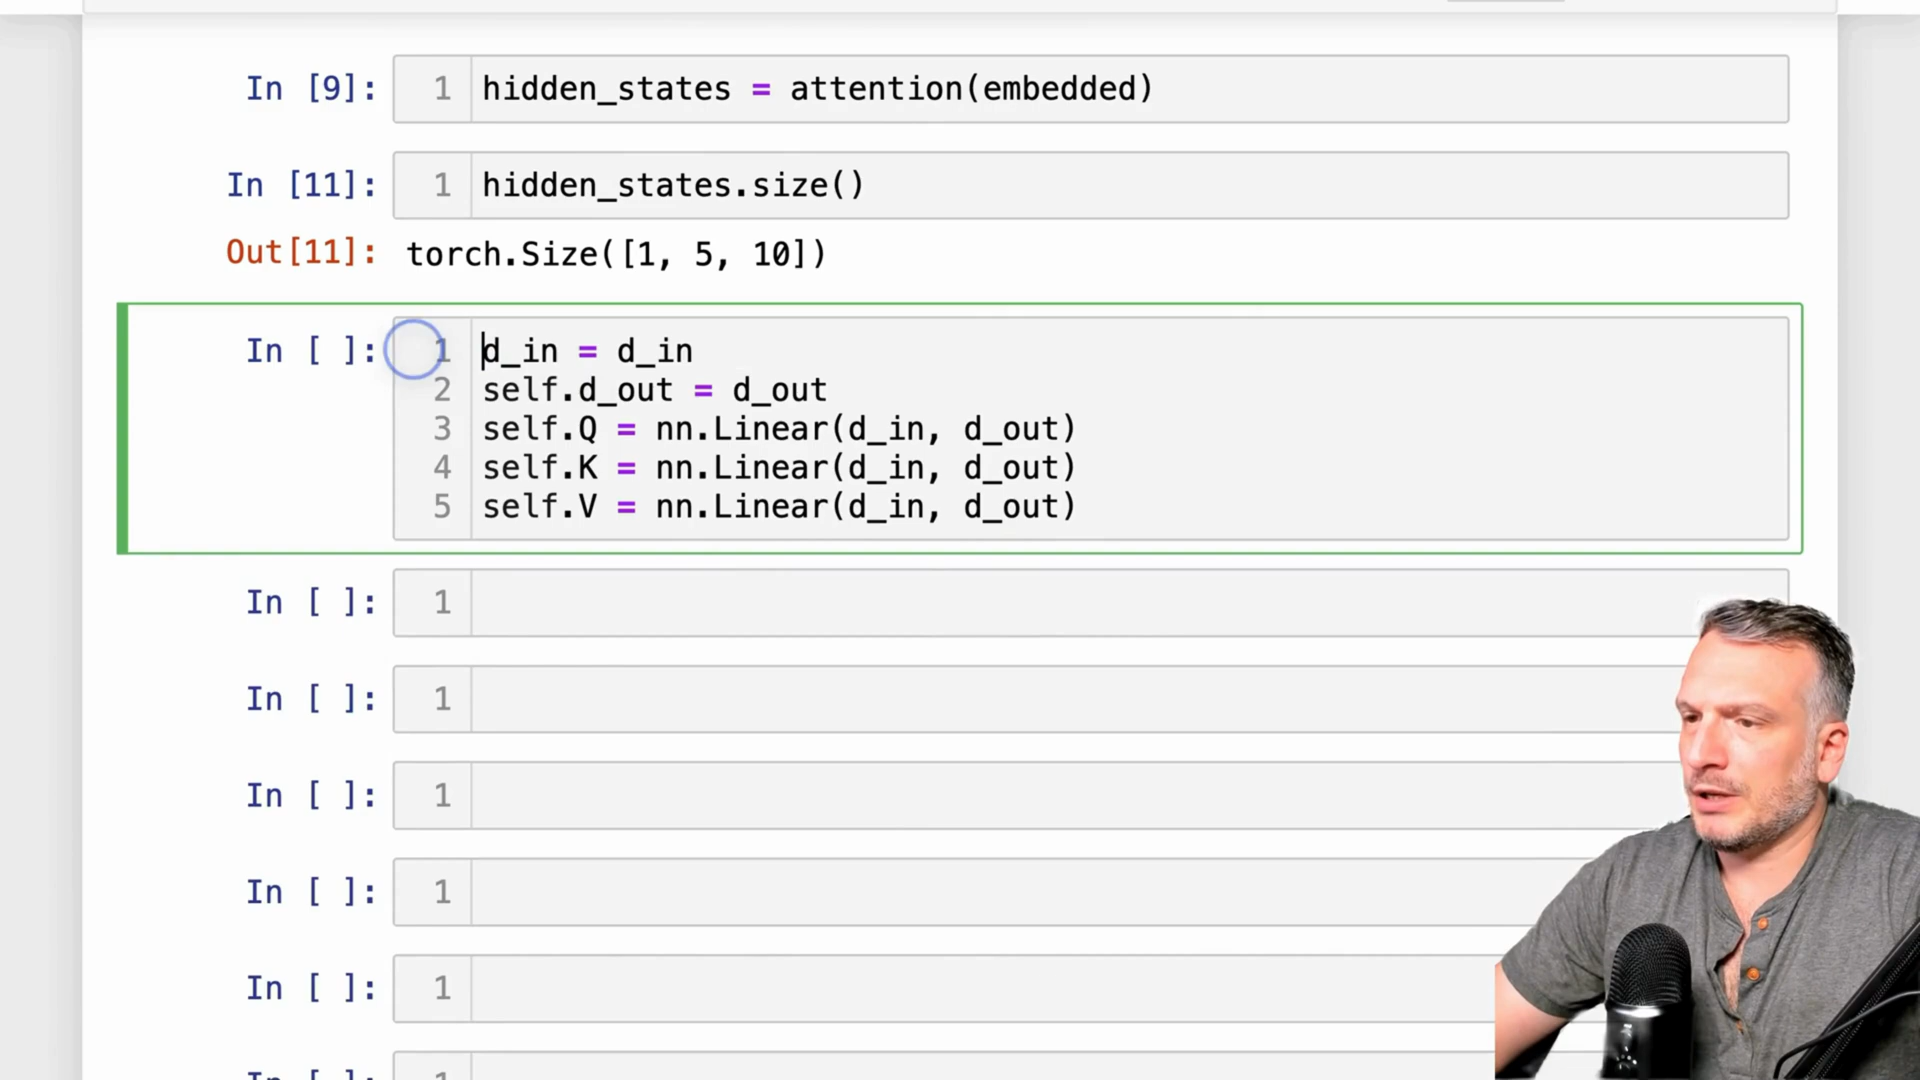 In [9]: 1 hidden_states = attention(embedded)
In [11]: 1 hidden_states.size()
Out[11]: torch.Size([1, 5, 10])
In [ ]: 1 d_in = d_in
2 self.d_out = d_out
3 self.Q = nn.Linear(d_in, d_out)
4 self.K = nn.Linear(d_in, d_out)
5 self.V = nn.Linear(d_in, d_out)
In [ ]: 1
In [ ]: 1
In [ ]: 1
In [ ]: 1
In [ ]: 1
In [ ]: 1